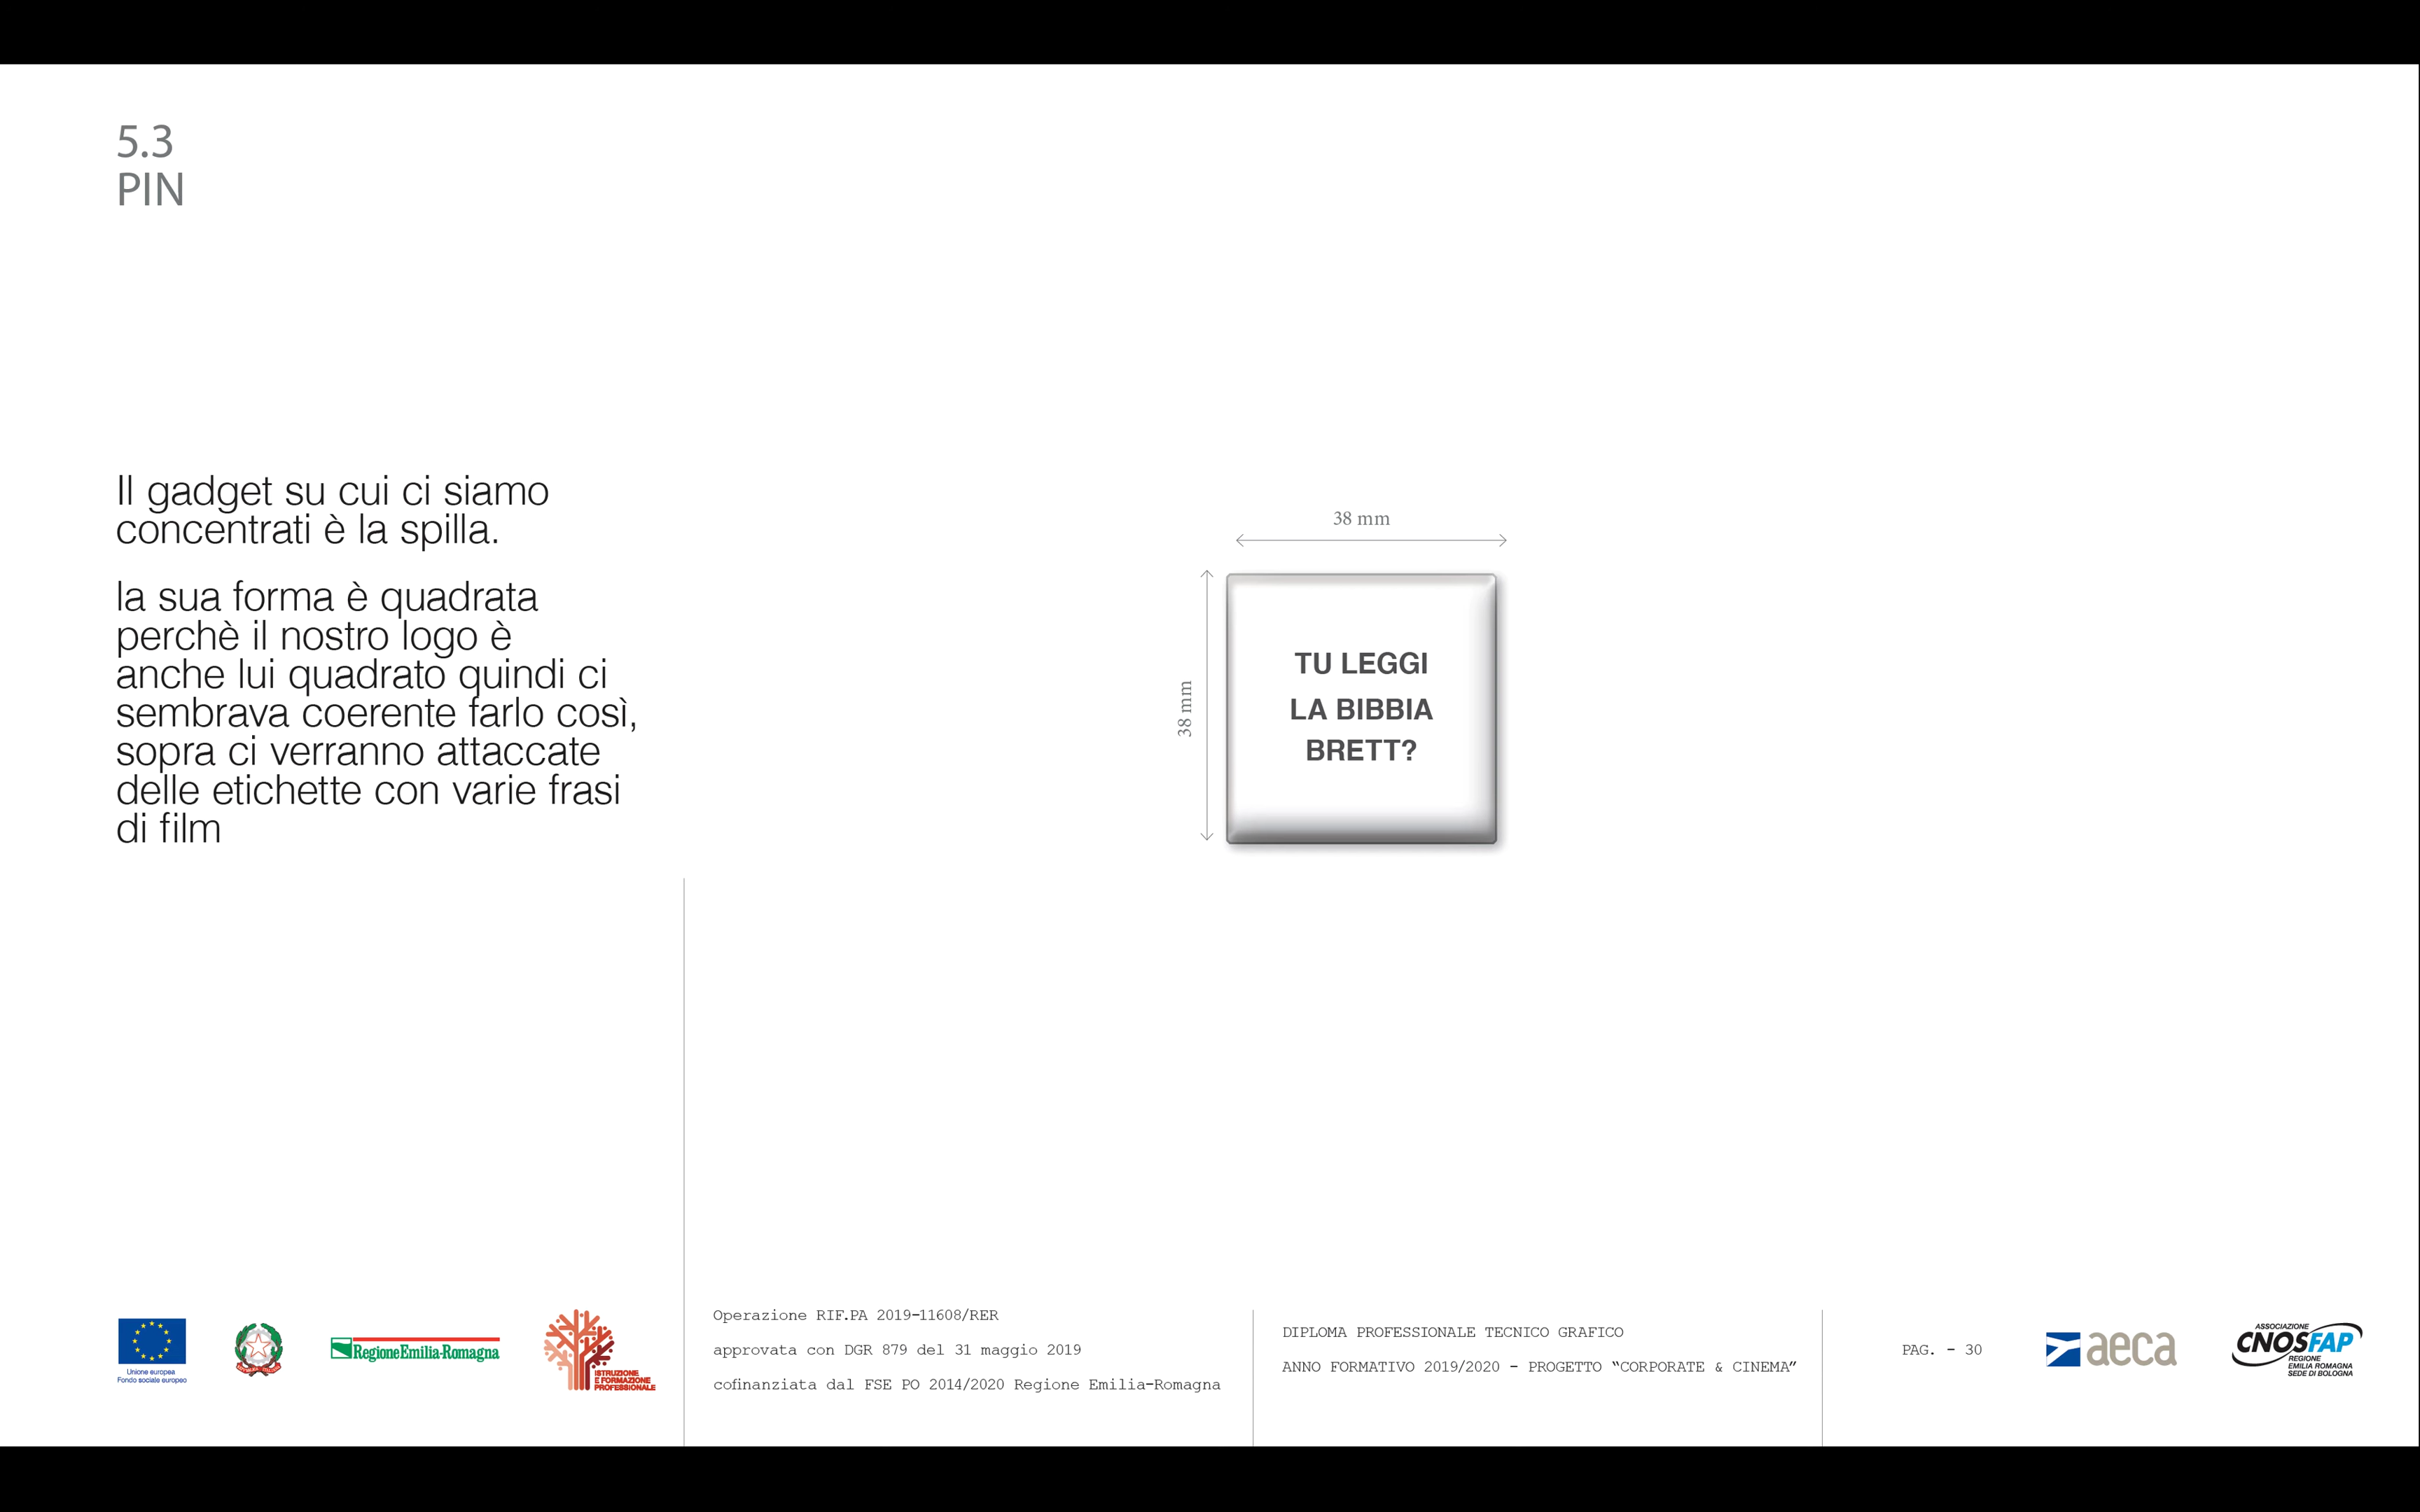 5.3
PIN
Il gadget su cui ci siamo
concentrati è la spilla.
la sua forma è quadrata
perchè il nostro logo è
anche lui quadrato quindi ci
sembrava coerente farlo così,
sopra ci verranno attaccate
delle etichette con varie frasi
di film
38 mm
38 mm
TU LEGGI
LA BIBBIA
BRETT?
Unione europea
Fondo sociale europeo
RegioneEmilia-Romagna
ISTRUZIONE
E FORMAZIONE
PROFESSIONALE
Operazione RIF.PA 2019-11608/RER
approvata con DGR 879 del 31 maggio 2019
cofinanziata dal FSE PO 2014/2020 Regione Emilia-Romagna
DIPLOMA PROFESSIONALE TECNICO GRAFICO
ANNO FORMATIVO 2019/2020 - PROGETTO “CORPORATE & CINEMA”
PAG. - 30
aeca
ASSOCIAZIONE
CNOSFAP
REGIONE
EMILIA ROMAGNA
SEDE DI BOLOGNA